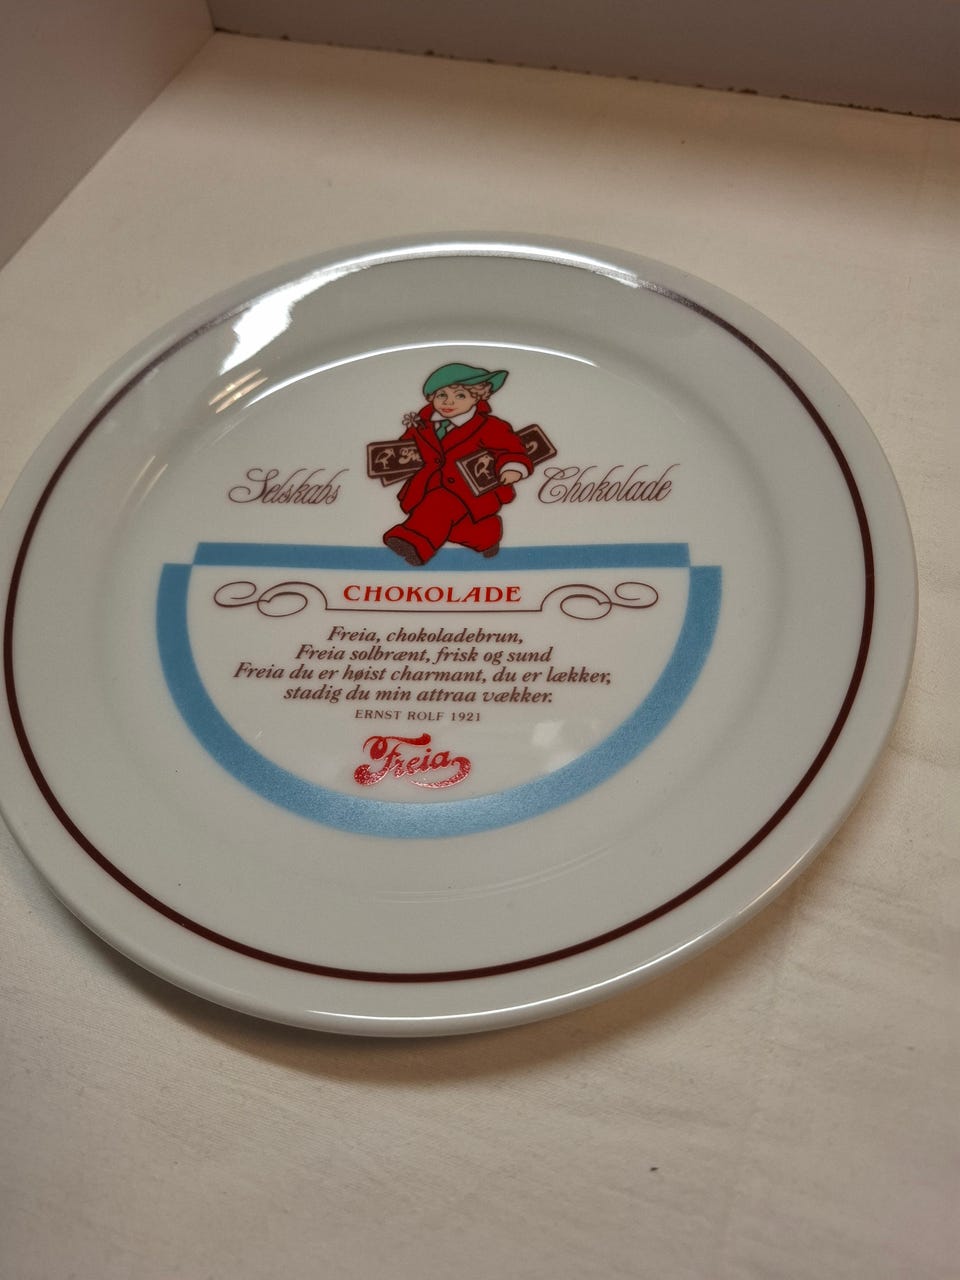 Selskabs Chokolade
CHOKOLADE
Freia, chokoladebrun,
Freia solbrænt, frisk og sund
Freia du er høist charmant, du er lækker,
stadig du min attraa vækker.
ERNST ROLF 1921
Freia